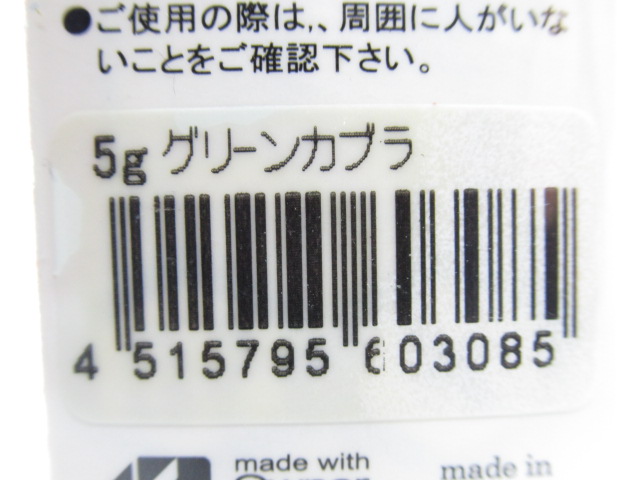 ●ご使用の際は､、周囲に人がいな
いことをご確認下さい。
5g グリーンカブラ
4 515795 603085
made with
made in